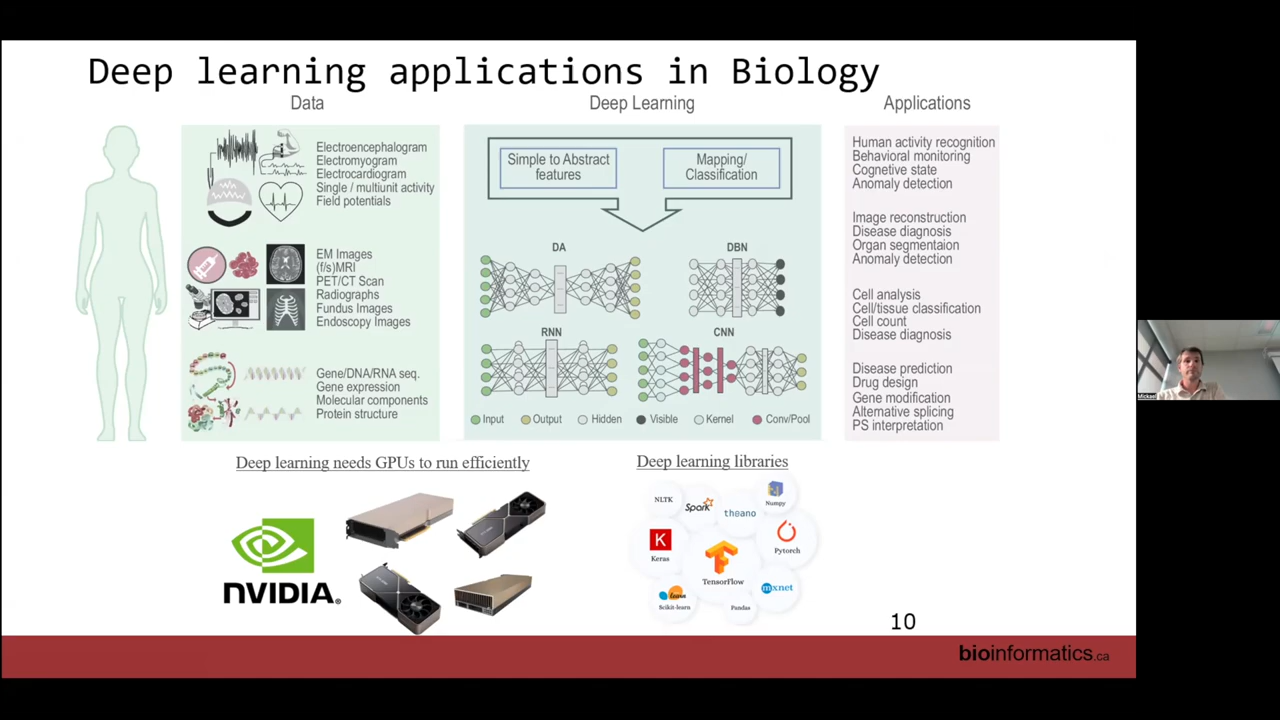 Deep learning applications in Biology
Data
Deep Learning
Applications
Electroencephalogram
Electromyogram
Electrocardiogram
Single / multiunit activity
Field potentials
EM Images
(f/s)MRI
PET/CT Scan
Radiographs
Fundus Images
Endoscopy Images
Gene/DNA/RNA seq.
Gene expression
Molecular components
Protein structure
Simple to Abstract
features
Mapping/
Classification
DA
DBN
RNN
CNN
Input
Output
Hidden
Visible
Kernel
Conv/Pool
Human activity recognition
Behavioral monitoring
Cognetive state
Anomaly detection
Image reconstruction
Disease diagnosis
Organ segmentaion
Anomaly detection
Cell analysis
Cell/tissue classification
Cell count
Disease diagnosis
Disease prediction
Drug design
Gene modification
Alternative splicing
PS interpretation
Deep learning needs GPUs to run efficiently
NVIDIA®
Deep learning libraries
NLTK
Spark
theano
Numpy
K
Keras
TensorFlow
Pytorch
learn
Scikit-learn
Pandas
mxnet
10
bioinformatics.ca
Mickael